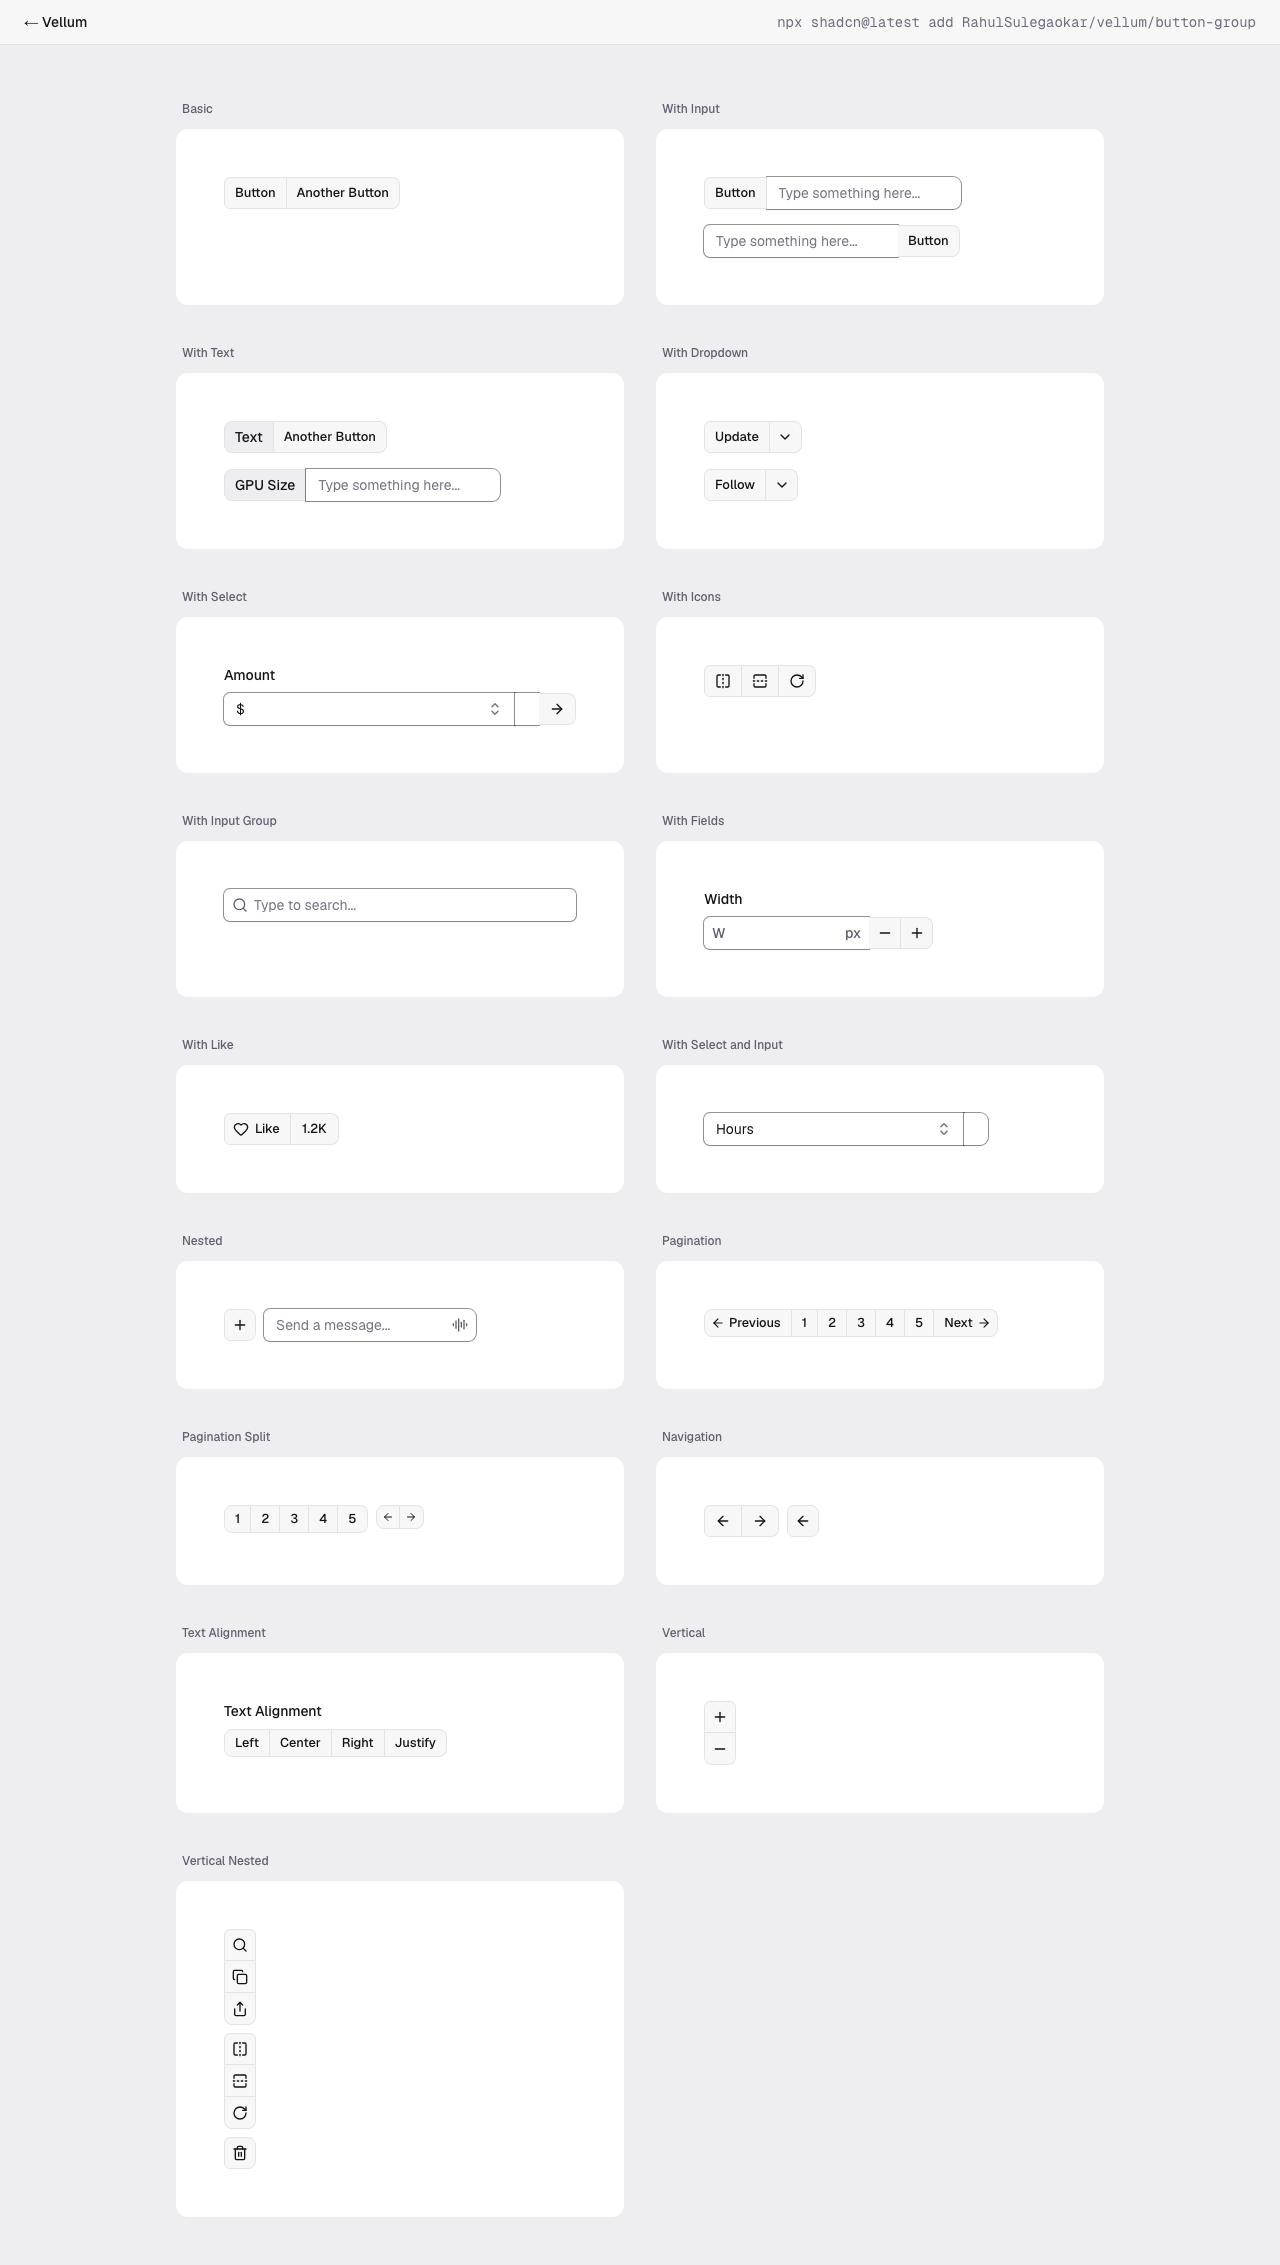 ← Vellum
npx shadcn@latest add RahulSulegaokar/vellum/button-group
Basic
Button Another Button
With Input
Button Type something here...
Type something here... Button
With Text
Text Another Button
GPU Size Type something here...
With Dropdown
Update
Follow
With Select
Amount
$
With Icons
With Input Group
Type to search...
With Fields
Width
W px
With Like
Like 1.2K
With Select and Input
Hours
Nested
Send a message...
Pagination
← Previous 1 2 3 4 5 Next →
Pagination Split
1 2 3 4 5 ← →
Navigation
← → ←
Text Alignment
Text Alignment
Left Center Right Justify
Vertical
Vertical Nested